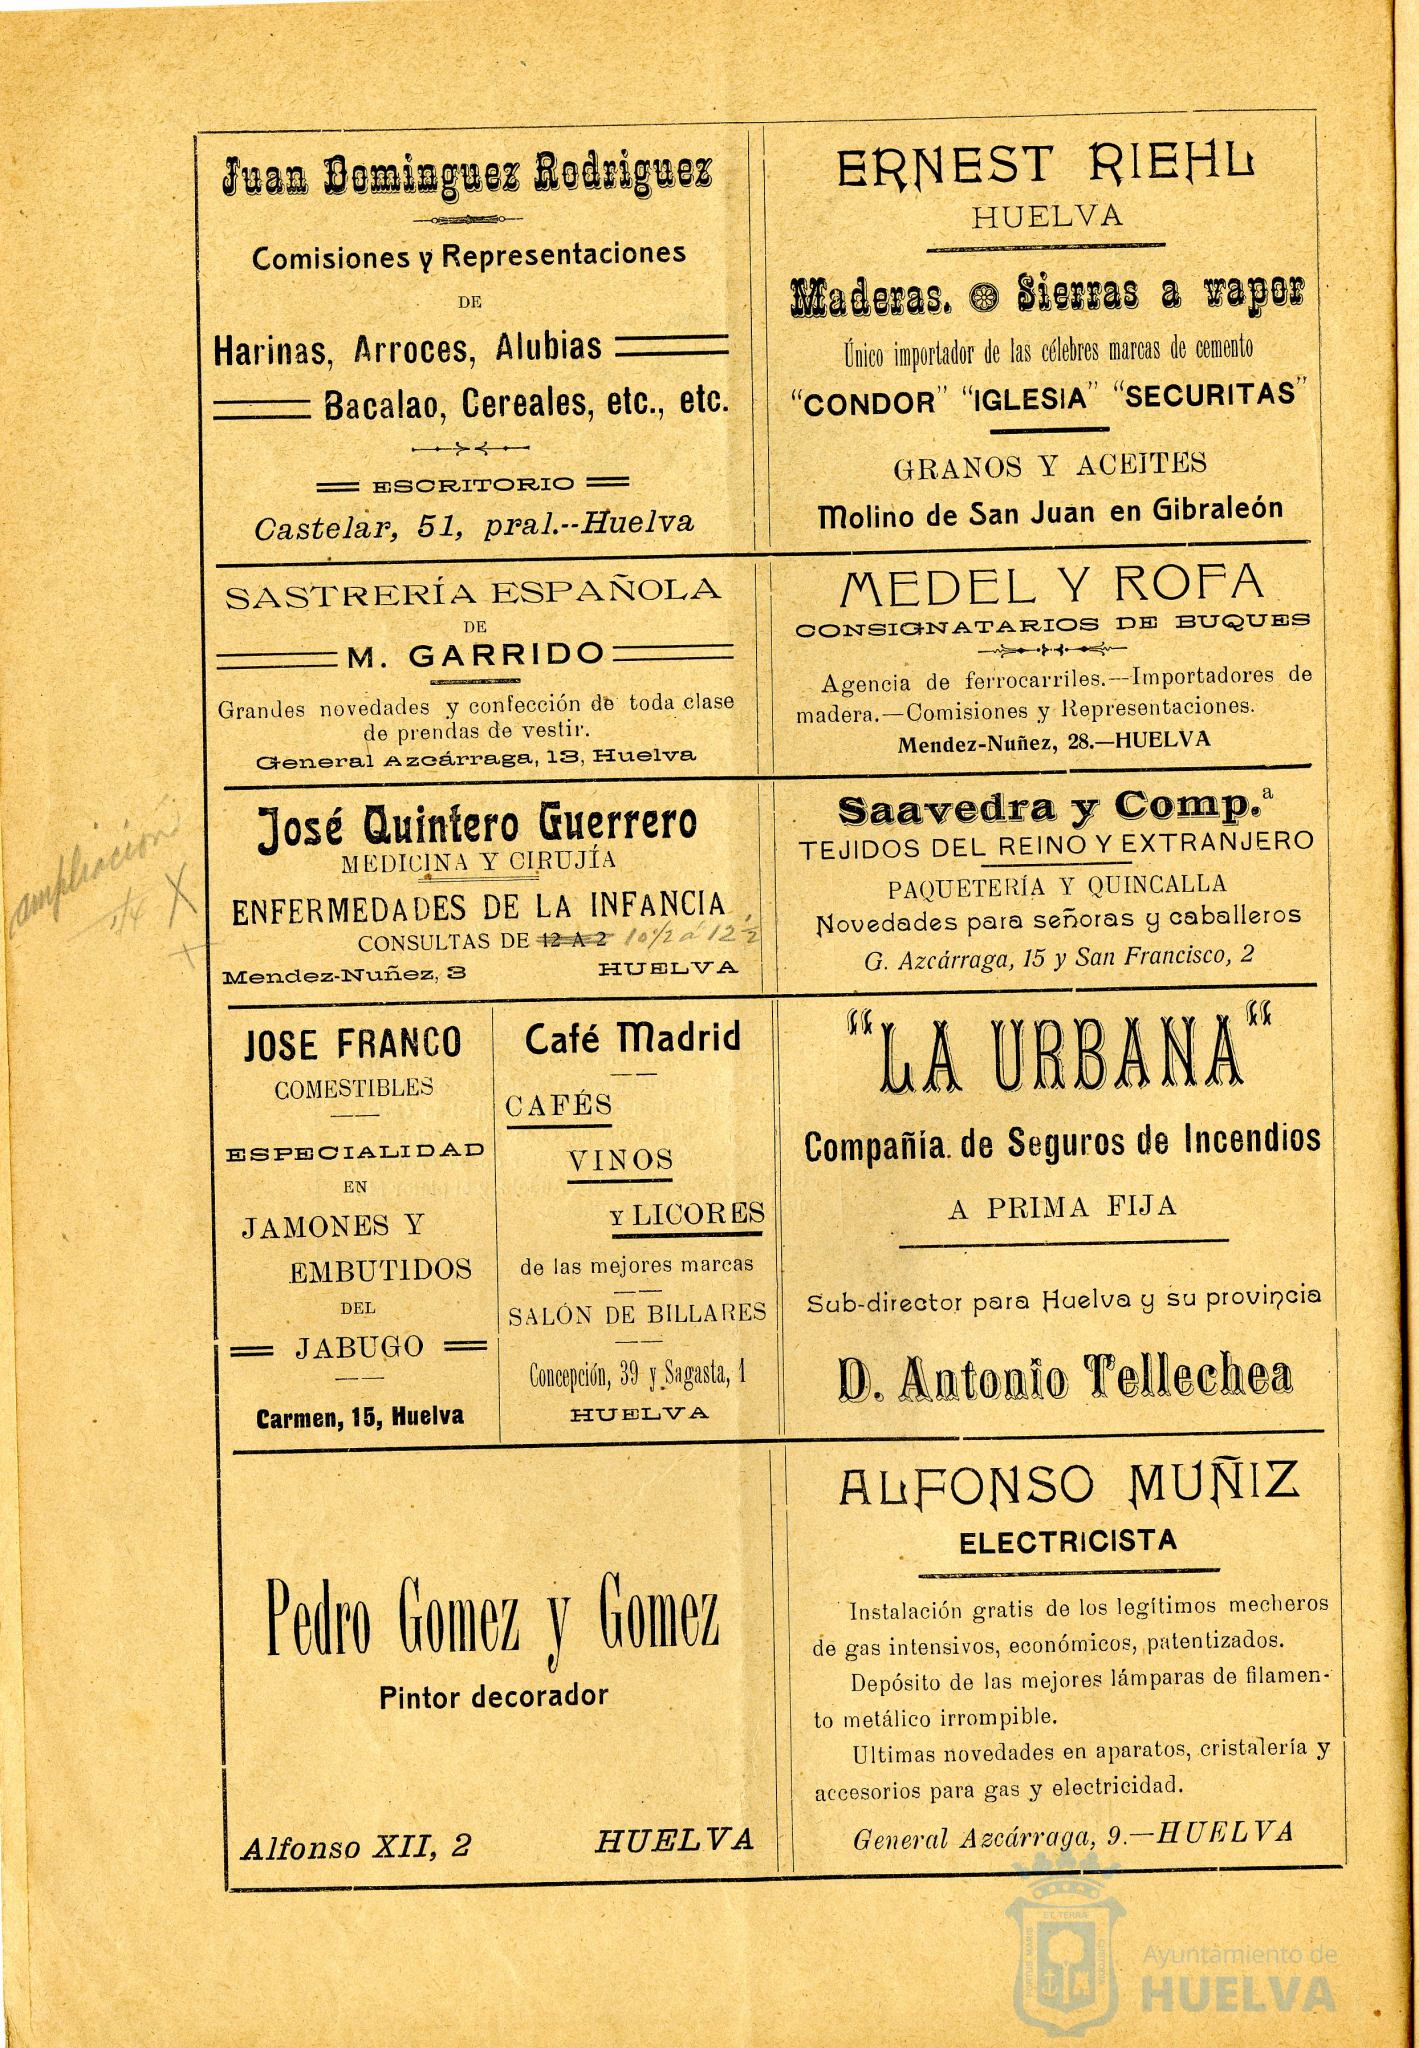 Juan Dominguez Rodriguez
Comisiones y Representaciones
DE
Harinas, Arroces, Alubias
Bacalao, Cereales, etc., etc.
ESCRITORIO
Castelar, 51, pral.--Huelva
ERNEST RIEHL
HUELVA
Maderas. Sierras a vapor
Único importador de las célebres marcas de cemento
"CONDOR" "IGLESIA" "SECURITAS"
GRANOS Y ACEITES
Molino de San Juan en Gibraleón
SASTRERÍA ESPAÑOLA
DE
M. GARRIDO
Grandes novedades y confección de toda clase
de prendas de vestir.
General Azcárraga, 13, Huelva
MEDEL Y ROFA
CONSIGNATARIOS DE BUQUES
Agencia de ferrocarriles.—Importadores de
madera.—Comisiones y Representaciones.
Mendez-Nuñez, 28.—HUELVA
ampliación
1/4 X
+
José Quintero Guerrero
MEDICINA Y CIRUJÍA
ENFERMEDADES DE LA INFANCIA
CONSULTAS DE 12 A 2 10 1/2 á 12 1/2
Mendez-Nuñez, 3 HUELVA
Saavedra y Comp.ª
TEJIDOS DEL REINO Y EXTRANJERO
PAQUETERÍA Y QUINCALLA
Novedades para señoras y caballeros
G. Azcárraga, 15 y San Francisco, 2
JOSE FRANCO
COMESTIBLES
ESPECIALIDAD
EN
JAMONES Y
EMBUTIDOS
DEL
JABUGO
Carmen, 15, Huelva
Café Madrid
CAFÉS
VINOS
Y LICORES
de las mejores marcas
SALÓN DE BILLARES
Concepción, 39 y Sagasta, 1
HUELVA
"LA URBANA"
Compañía. de Seguros de Incendios
A PRIMA FIJA
Sub-director para Huelva y su provincia
D. Antonio Tellechea
Pedro Gomez y Gomez
Pintor decorador
Alfonso XII, 2 HUELVA
ALFONSO MUÑIZ
ELECTRICISTA
Instalación gratis de los legítimos mecheros
de gas intensivos, económicos, patentizados.
Depósito de las mejores lámparas de filamen-
to metálico irrompible.
Ultimas novedades en aparatos, cristalería y
accesorios para gas y electricidad.
General Azcárraga, 9.—HUELVA
Ayuntamiento de
HUELVA